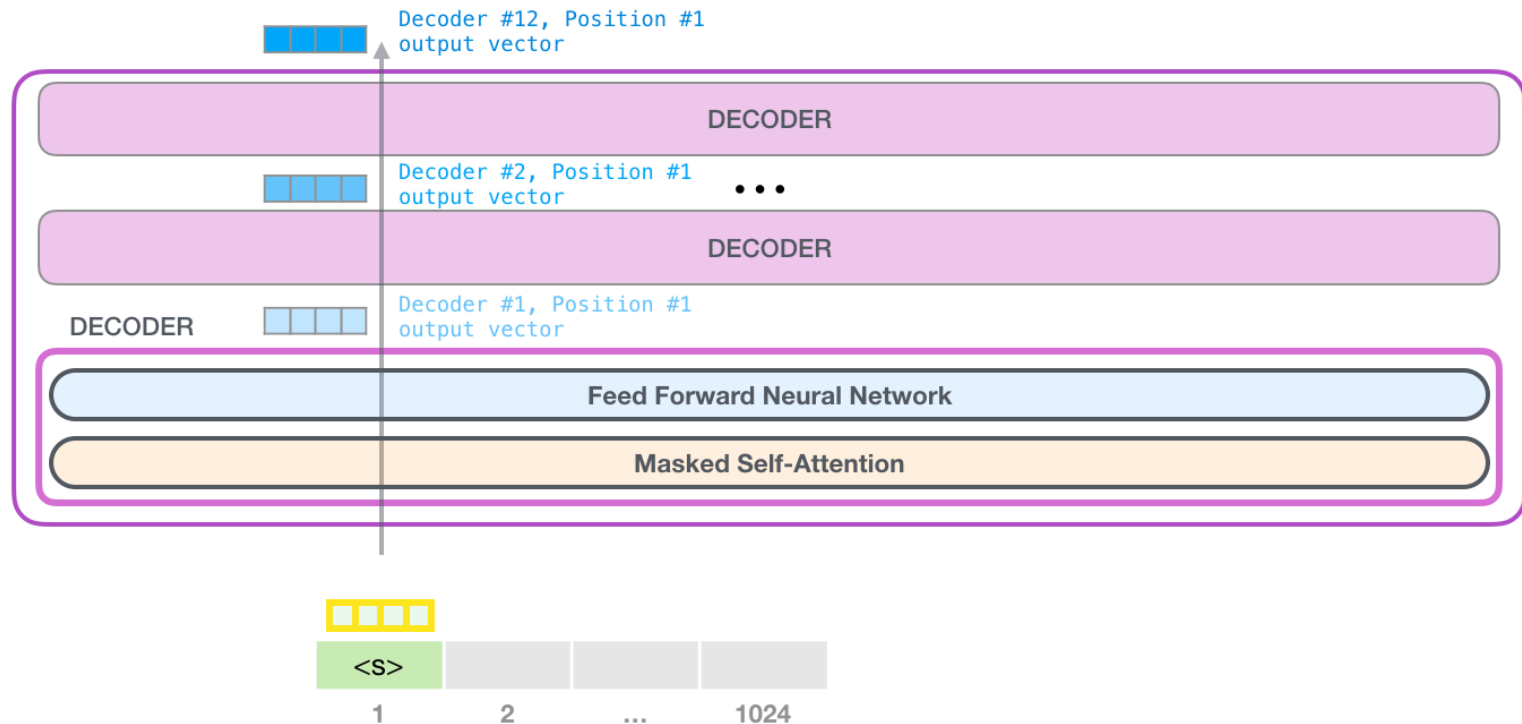 Decoder #12, Position #1
output vector
DECODER
Decoder #2, Position #1
output vector
...
DECODER
Decoder #1, Position #1
output vector
DECODER
Feed Forward Neural Network
Masked Self-Attention
<s>
1 2 ... 1024